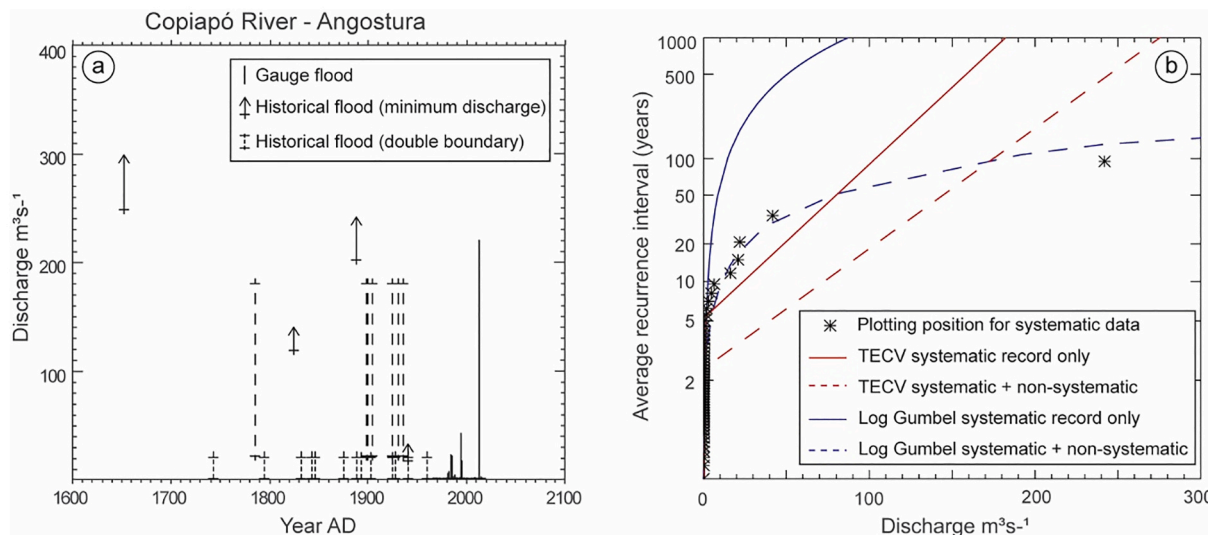 Copiapó River - Angostura
a
400
300
200
100
Discharge m³s-¹
Gauge flood
Historical flood (minimum discharge)
Historical flood (double boundary)
1600
1700
1800
1900
2000
2100
Year AD
b
1000
500
100
50
20
10
5
2
Average recurrence interval (years)
Plotting position for systematic data
TECV systematic record only
TECV systematic + non-systematic
Log Gumbel systematic record only
Log Gumbel systematic + non-systematic
0
100
200
300
Discharge m³s-¹